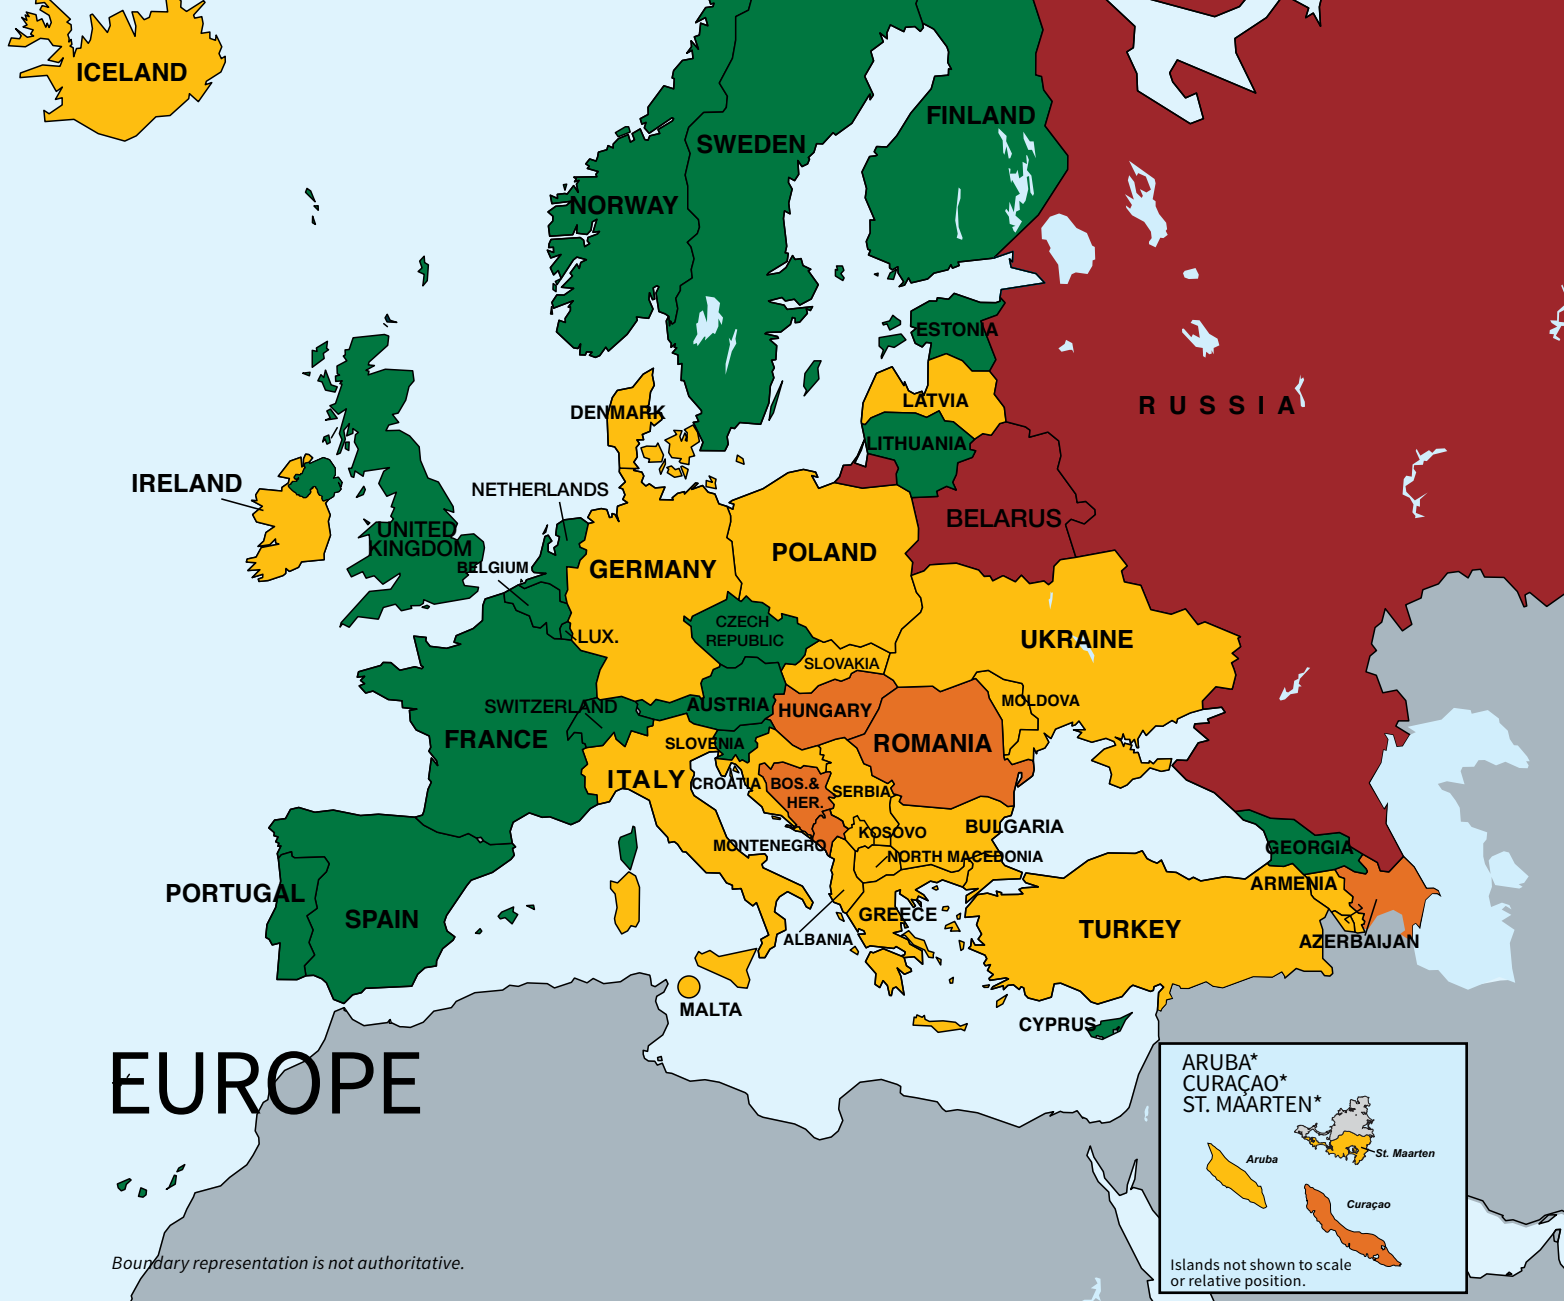 ICELAND
FINLAND
SWEDEN
NORWAY
ESTONIA
RUSSIA
LATVIA
DENMARK
LITHUANIA
IRELAND
NETHERLANDS
BELARUS
UNITED
KINGDOM
POLAND
BELGIUM
GERMANY
CZECH
REPUBLIC
LUX.
UKRAINE
SLOVAKIA
MOLDOVA
SWITZERLAND
AUSTRIA
HUNGARY
FRANCE
SLOVENIA
ROMANIA
ITALY
CROATIA
BOS.&
HER.
SERBIA
BULGARIA
KOSOVO
MONTENEGRO
GEORGIA
NORTH MACEDONIA
ARMENIA
PORTUGAL
SPAIN
GREECE
TURKEY
ALBANIA
AZERBAIJAN
MALTA
CYPRUS
EUROPE
ARUBA*
CURAÇAO*
ST. MAARTEN*
St. Maarten
Aruba
Curaçao
Islands not shown to scale
or relative position.
Boundary representation is not authoritative.